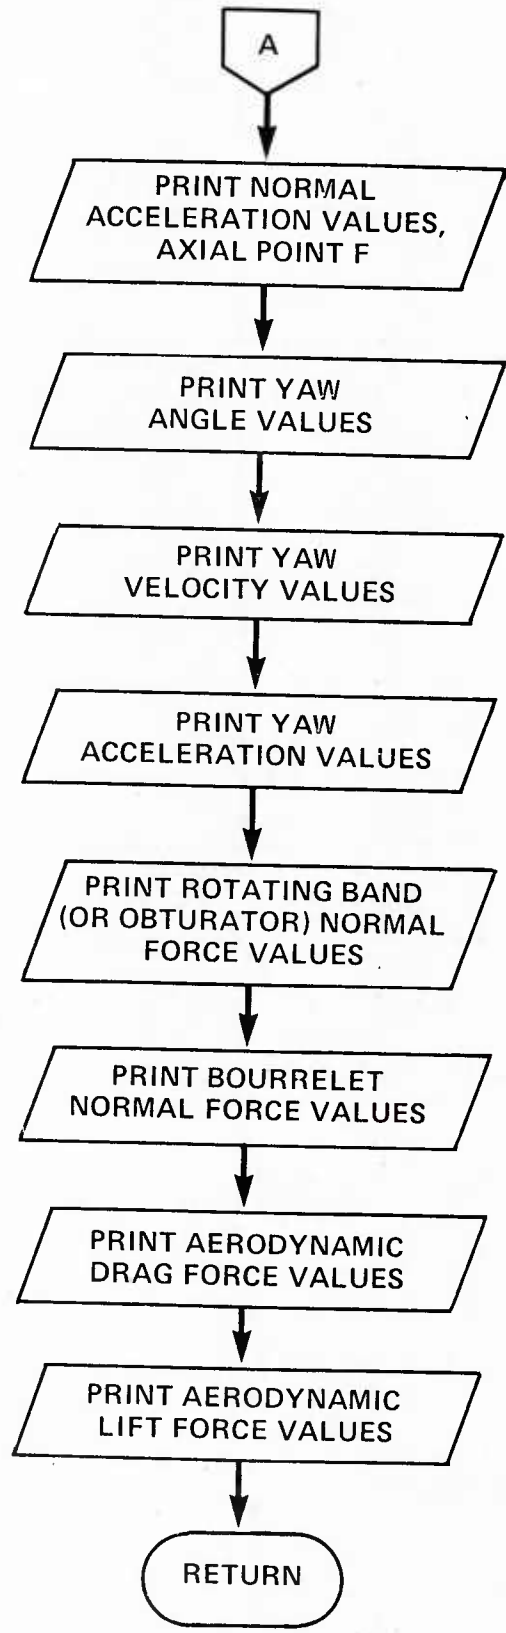 A
PRINT NORMAL
ACCELERATION VALUES,
AXIAL POINT F
PRINT YAW
ANGLE VALUES
PRINT YAW
VELOCITY VALUES
PRINT YAW
ACCELERATION VALUES
PRINT ROTATING BAND
(OR OBTURATOR) NORMAL
FORCE VALUES
PRINT BOURRELET
NORMAL FORCE VALUES
PRINT AERODYNAMIC
DRAG FORCE VALUES
PRINT AERODYNAMIC
LIFT FORCE VALUES
RETURN